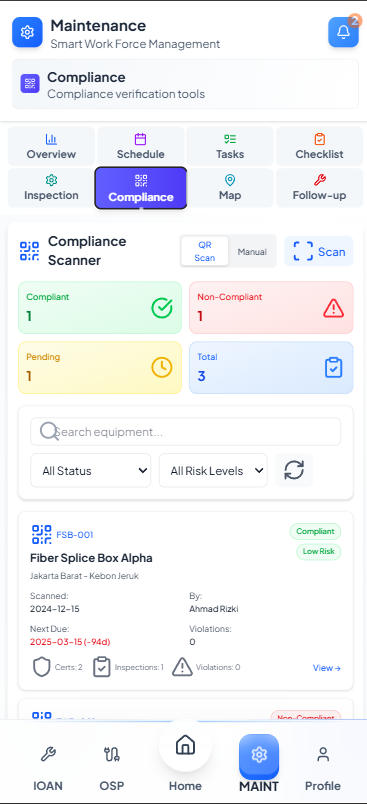 Maintenance
Smart Work Force Management
2
Compliance
Compliance verification tools
Overview
Schedule
Tasks
Checklist
Inspection
Compliance
Map
Follow-up
Compliance
Scanner
QR
Scan
Manual
Scan
Compliant
1
Non-Compliant
1
Pending
1
Total
3
Search equipment...
All Status
All Risk Levels
FSB-001
Compliant
Low Risk
Fiber Splice Box Alpha
Jakarta Barat - Kebon Jeruk
Scanned:
2024-12-15
By:
Ahmad Rizki
Next Due:
2025-03-15 (-94d)
Violations:
0
Certs: 2
Inspections: 1
Violations: 0
View →
Non-Compliant
IOAN
OSP
Home
MAINT
Profile